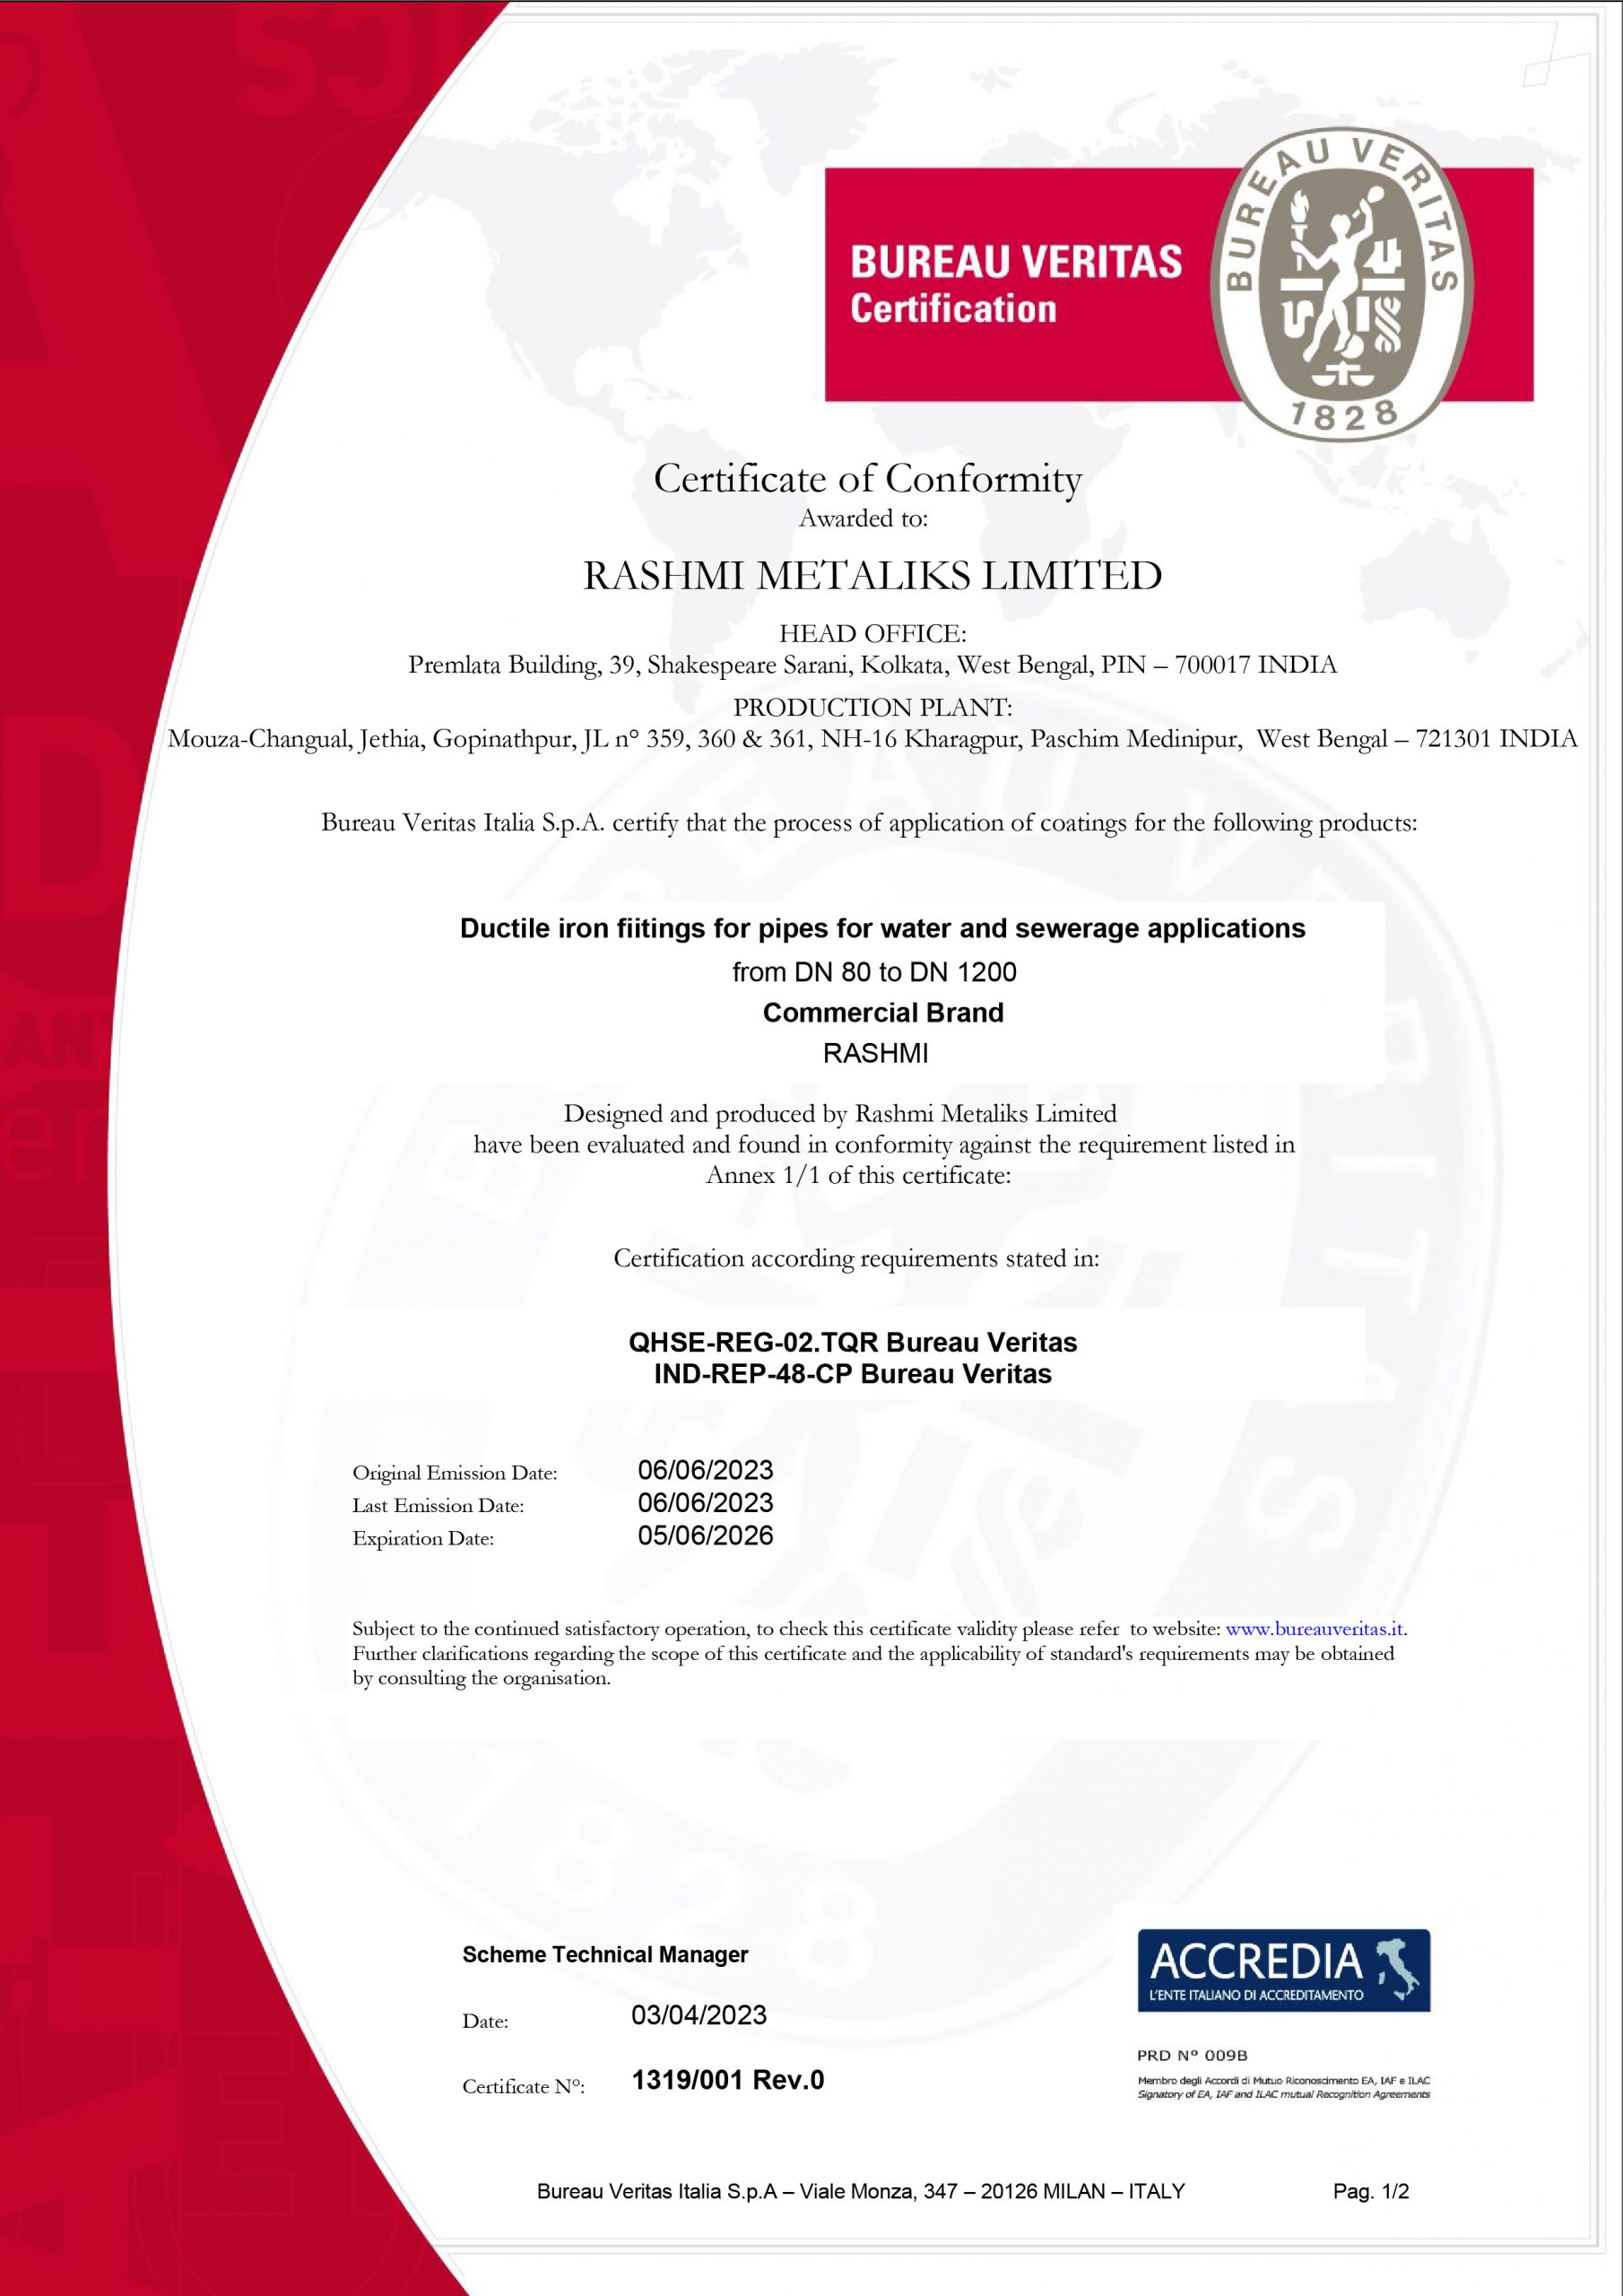 BUREAU VERITAS
Certification
BUREAU VERITAS
1828
Certificate of Conformity
Awarded to:
RASHMI METALIKS LIMITED
HEAD OFFICE:
Premlata Building, 39, Shakespeare Sarani, Kolkata, West Bengal, PIN – 700017 INDIA
PRODUCTION PLANT:
Mouza-Changual, Jethia, Gopinathpur, JL n° 359, 360 & 361, NH-16 Kharagpur, Paschim Medinipur, West Bengal – 721301 INDIA
Bureau Veritas Italia S.p.A. certify that the process of application of coatings for the following products:
Ductile iron fiitings for pipes for water and sewerage applications
from DN 80 to DN 1200
Commercial Brand
RASHMI
Designed and produced by Rashmi Metaliks Limited
have been evaluated and found in conformity against the requirement listed in
Annex 1/1 of this certificate:
Certification according requirements stated in:
QHSE-REG-02.TQR Bureau Veritas
IND-REP-48-CP Bureau Veritas
Original Emission Date: 06/06/2023
Last Emission Date: 06/06/2023
Expiration Date: 05/06/2026
Subject to the continued satisfactory operation, to check this certificate validity please refer to website: www.bureauveritas.it.
Further clarifications regarding the scope of this certificate and the applicability of standard's requirements may be obtained
by consulting the organisation.
Scheme Technical Manager
Date: 03/04/2023
Certificate N°: 1319/001 Rev.0
ACCREDIA
L'ENTE ITALIANO DI ACCREDITAMENTO
PRD N° 009B
Membro degli Accordi di Mutuo Riconoscimento EA, IAF e ILAC
Signatory of EA, IAF and ILAC mutual Recognition Agreements
Bureau Veritas Italia S.p.A – Viale Monza, 347 – 20126 MILAN – ITALY
Pag. 1/2